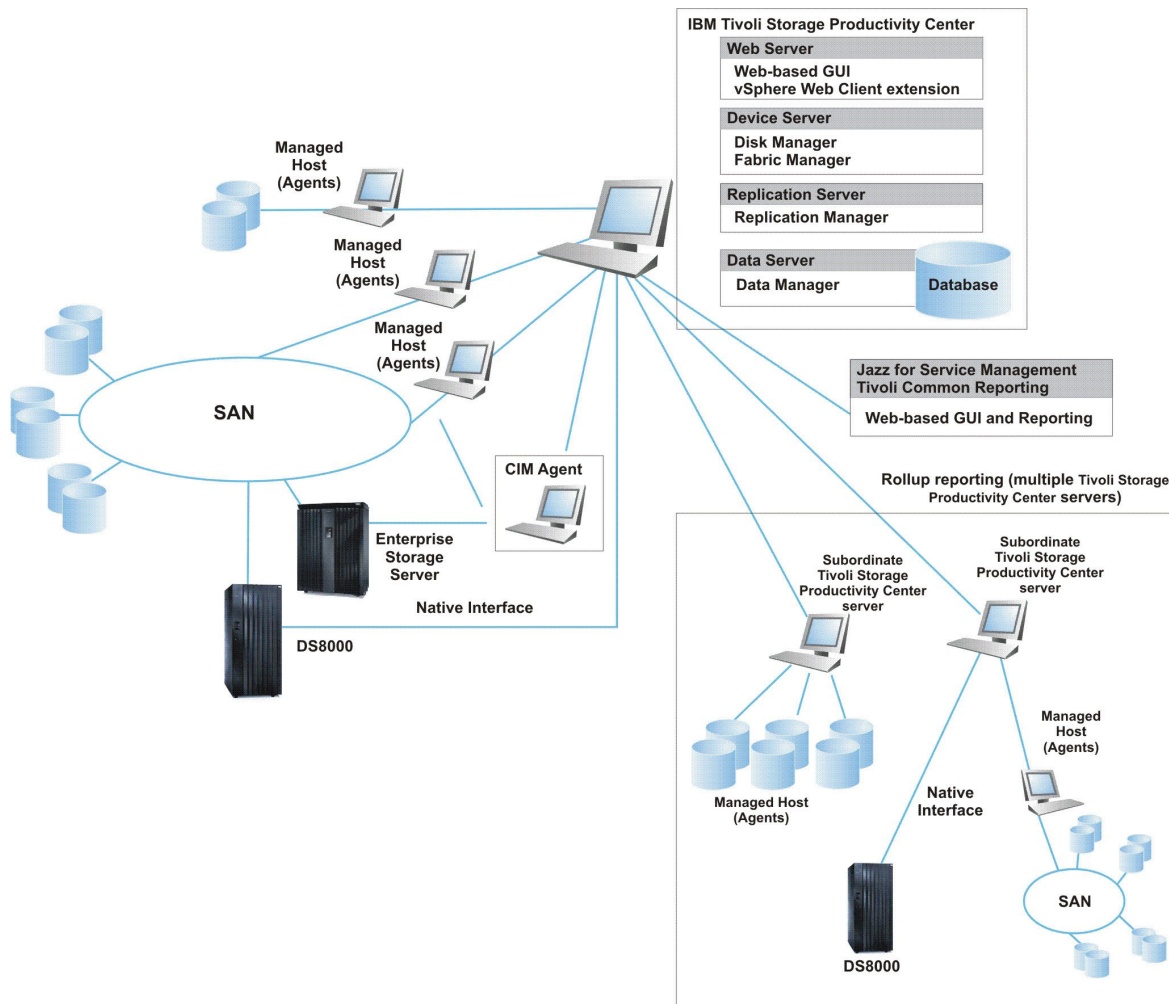 IBM Tivoli Storage Productivity Center
Web Server
Web-based GUI
vSphere Web Client extension
Device Server
Disk Manager
Fabric Manager
Replication Server
Replication Manager
Data Server
Data Manager
Database
Managed
Host
(Agents)
Managed
Host
(Agents)
Managed
Host
(Agents)
SAN
Jazz for Service Management
Tivoli Common Reporting
Web-based GUI and Reporting
CIM Agent
Enterprise
Storage
Server
Native Interface
DS8000
Rollup reporting (multiple Tivoli Storage
Productivity Center servers)
Subordinate
Tivoli Storage
Productivity Center
server
Subordinate
Tivoli Storage
Productivity Center
server
Managed Host
(Agents)
Managed
Host
(Agents)
Native
Interface
SAN
DS8000